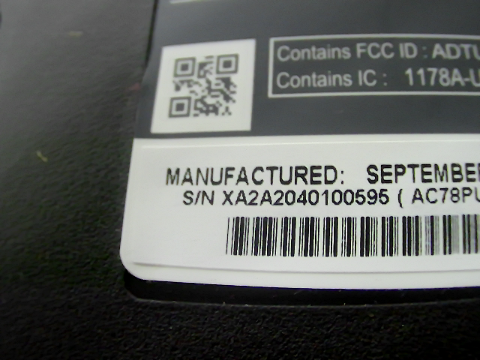 Contains FCC ID : ADTU
Contains IC : 1178A-U
MANUFACTURED: SEPTEMBER
S/N XA2A2040100595 ( AC78PU